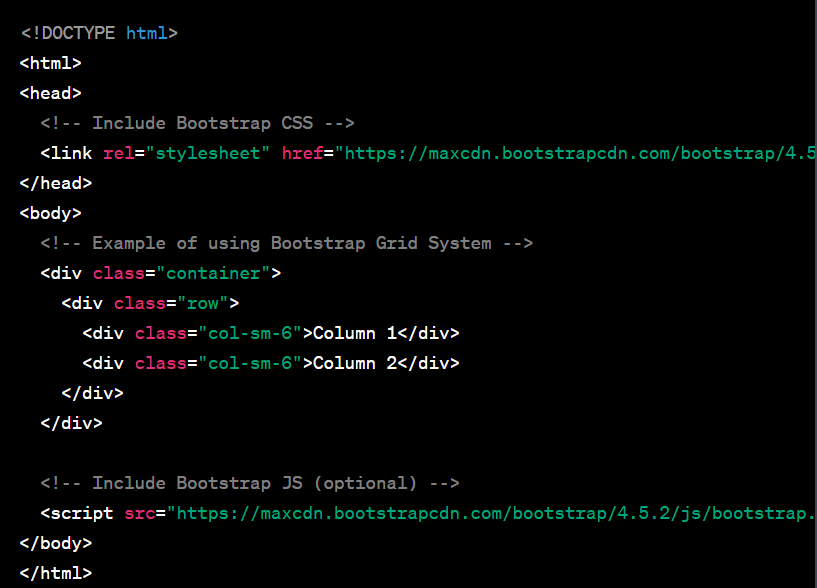 <!DOCTYPE html>
<html>
<head>
  <!-- Include Bootstrap CSS -->
  <link rel="stylesheet" href="https://maxcdn.bootstrapcdn.com/bootstrap/4.5
</head>
<body>
  <!-- Example of using Bootstrap Grid System -->
  <div class="container">
    <div class="row">
      <div class="col-sm-6">Column 1</div>
      <div class="col-sm-6">Column 2</div>
    </div>
  </div>

  <!-- Include Bootstrap JS (optional) -->
  <script src="https://maxcdn.bootstrapcdn.com/bootstrap/4.5.2/js/bootstrap.
</body>
</html>